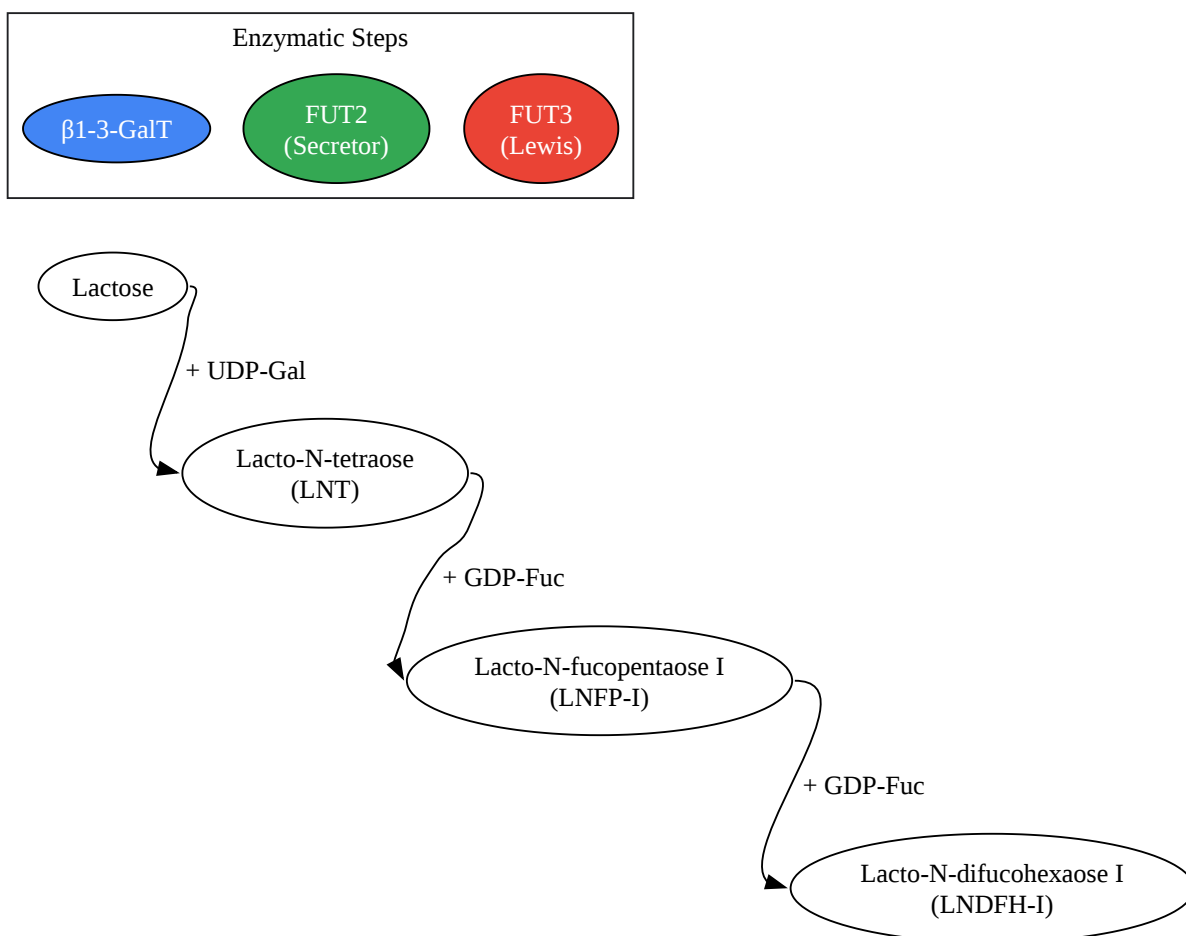 Enzymatic Steps
β1-3-GalT
FUT2
(Secretor)
FUT3
(Lewis)
Lactose
+ UDP-Gal
Lacto-N-tetraose
(LNT)
+ GDP-Fuc
Lacto-N-fucopentaose I
(LNFP-I)
+ GDP-Fuc
Lacto-N-difucohexaose I
(LNDFH-I)